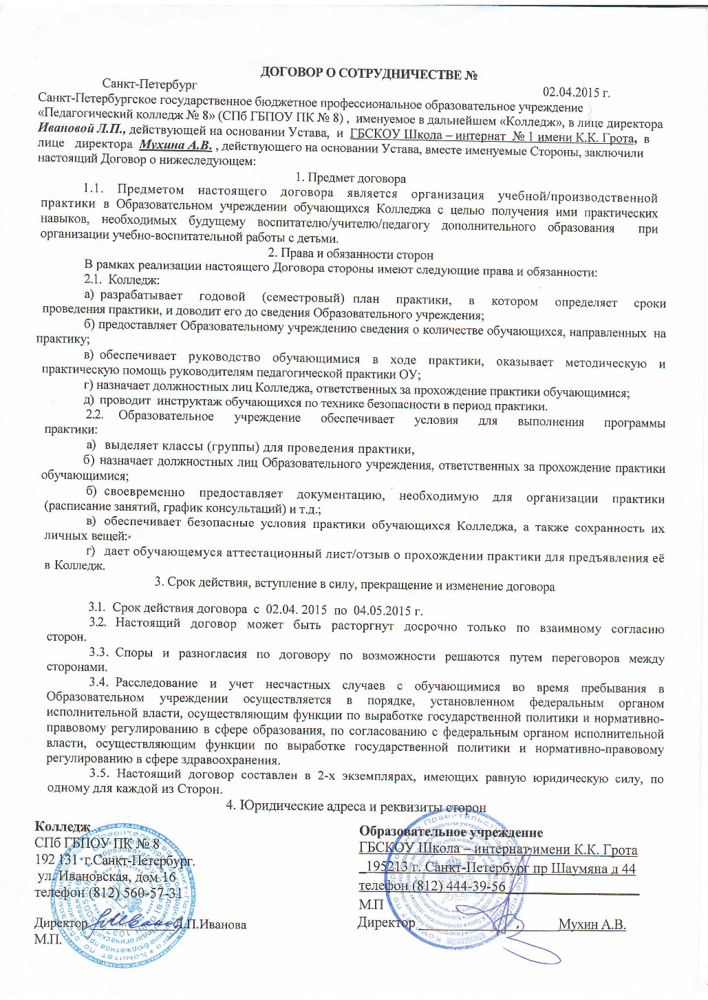 ДОГОВОР О СОТРУДНИЧЕСТВЕ №
Санкт-Петербург
02.04.2015 г.
Санкт-Петербургское государственное бюджетное профессиональное образовательное учреждение
«Педагогический колледж № 8» (СПб ГБПОУ ПК № 8) , именуемое в дальнейшем «Колледж», в лице директора
Ивановой Л.П., действующей на основании Устава, и ГБСКОУ Школа – интернат № 1 имени К.К. Грота, в
лице директора Мухина А.В. , действующего на основании Устава, вместе именуемые Стороны, заключили
настоящий Договор о нижеследующем:
1. Предмет договора
1.1. Предметом настоящего договора является организация учебной/производственной
практики в Образовательном учреждении обучающихся Колледжа с целью получения ими практических
навыков, необходимых будущему воспитателю/учителю/педагогу дополнительного образования при
организации учебно-воспитательной работы с детьми.
2. Права и обязанности сторон
В рамках реализации настоящего Договора стороны имеют следующие права и обязанности:
2.1. Колледж:
а) разрабатывает годовой (семестровый) план практики, в котором определяет сроки
проведения практики, и доводит его до сведения Образовательного учреждения;
б) предоставляет Образовательному учреждению сведения о количестве обучающихся, направленных на
практику;
в) обеспечивает руководство обучающимися в ходе практики, оказывает методическую и
практическую помощь руководителям педагогической практики ОУ;
г) назначает должностных лиц Колледжа, ответственных за прохождение практики обучающимися;
д) проводит инструктаж обучающихся по технике безопасности в период практики.
2.2. Образовательное учреждение обеспечивает условия для выполнения программы
практики:
а) выделяет классы (группы) для проведения практики,
б) назначает должностных лиц Образовательного учреждения, ответственных за прохождение практики
обучающимися;
б) своевременно предоставляет документацию, необходимую для организации практики
(расписание занятий, график консультаций) и т.д.;
в) обеспечивает безопасные условия практики обучающихся Колледжа, а также сохранность их
личных вещей:
г) дает обучающемуся аттестационный лист/отзыв о прохождении практики для предъявления её
в Колледж.
3. Срок действия, вступление в силу, прекращение и изменение договора
3.1. Срок действия договора с 02.04. 2015 по 04.05.2015 г.
3.2. Настоящий договор может быть расторгнут досрочно только по взаимному согласию
сторон.
3.3. Споры и разногласия по договору по возможности решаются путем переговоров между
сторонами.
3.4. Расследование и учет несчастных случаев с обучающимися во время пребывания в
Образовательном учреждении осуществляется в порядке, установленном федеральным органом
исполнительной власти, осуществляющим функции по выработке государственной политики и нормативно-
правовому регулированию в сфере образования, по согласованию с федеральным органом исполнительной
власти, осуществляющим функции по выработке государственной политики и нормативно-правовому
регулированию в сфере здравоохранения.
3.5. Настоящий договор составлен в 2-х экземплярах, имеющих равную юридическую силу, по
одному для каждой из Сторон.
4. Юридические адреса и реквизиты сторон
Колледж
СПб ГБПОУ ПК № 8
192 131 г.Санкт-Петербург.
ул. Ивановская, дом 16
телефон (812) 560-57-31
Директор Л.П.Иванова
М.П.
Образовательное учреждение
ГБСКОУ Школа – интернат имени К.К. Грота
195213 г. Санкт-Петербург пр Шаумяна д 44
телефон (812) 444-39-56
М.П
Директор Мухин А.В.